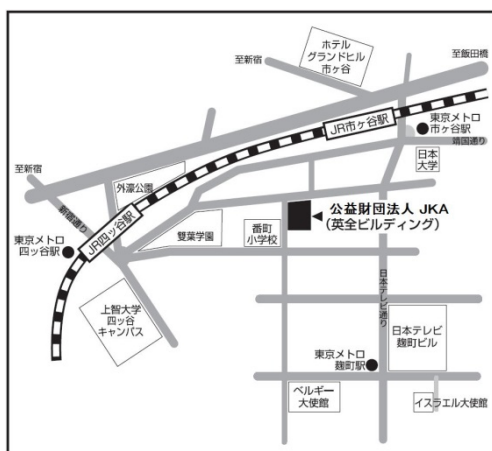 ホテル
グランドヒル
市ヶ谷
至新宿
至飯田橋
JR市ヶ谷駅
東京メトロ
市ヶ谷駅
靖国通り
日本
大学
至新宿
外濠公園
新宿通り
JR四ッ谷駅
東京メトロ
四ッ谷駅
雙葉学園
番町
小学校
公益財団法人 JKA
(英全ビルディング)
上智大学
四ッ谷
キャンパス
日本テレビ通り
日本テレビ
麹町ビル
東京メトロ
麹町駅
ベルギー
大使館
イスラエル大使館